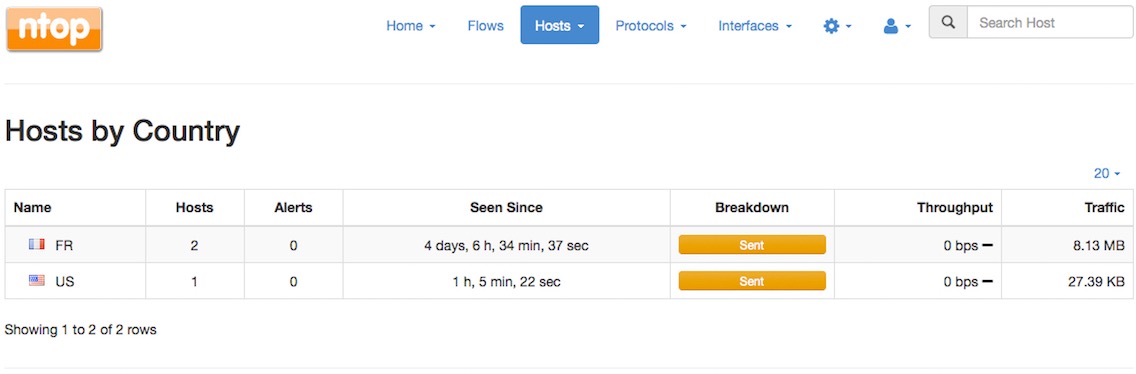 ntop
Home Flows Hosts Protocols Interfaces Search Host
Hosts by Country
20
Name Hosts Alerts Seen Since Breakdown Throughput Traffic
FR 2 0 4 days, 6 h, 34 min, 37 sec Sent 0 bps 8.13 MB
US 1 0 1 h, 5 min, 22 sec Sent 0 bps 27.39 KB
Showing 1 to 2 of 2 rows